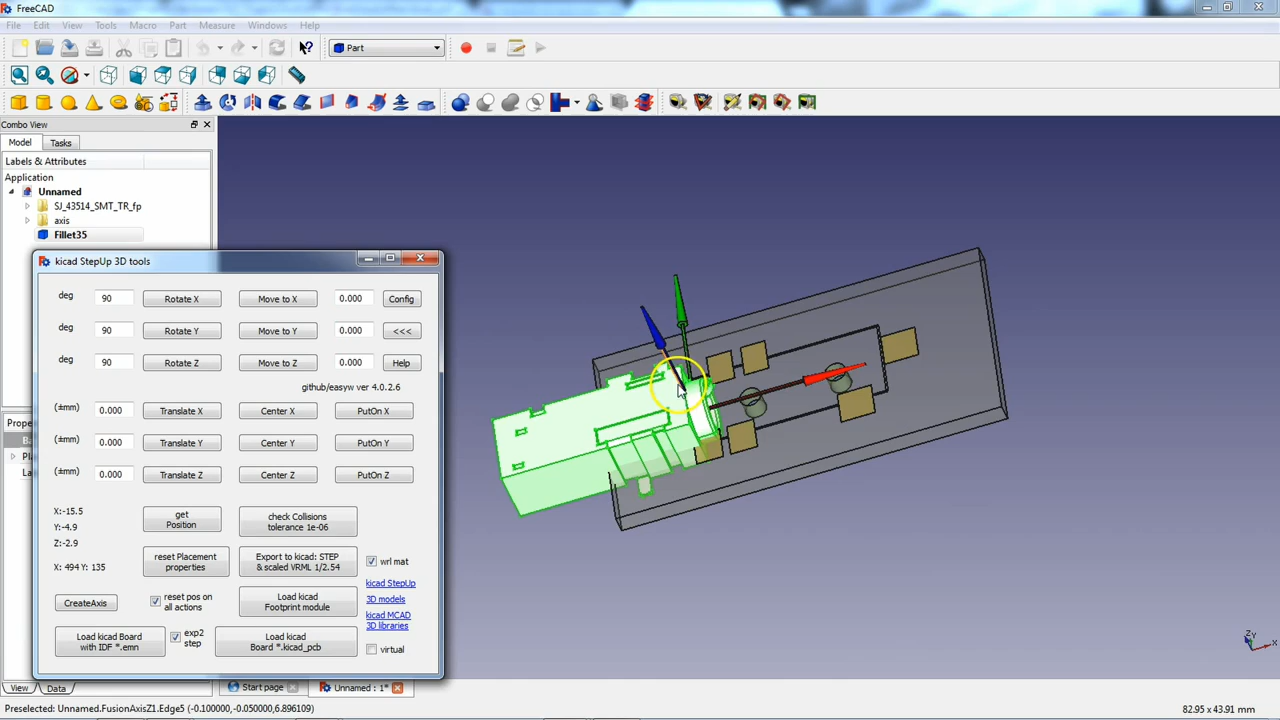 FreeCAD
File Edit View Tools Macro Part Measure Windows Help
Part
Combo View
Model Tasks
Labels & Attributes
Application
Unnamed
SJ_43514_SMT_TR_fp
axis
Fillet35
kicad StepUp 3D tools
deg 90 Rotate X Move to X 0.000 Config
deg 90 Rotate Y Move to Y 0.000 <<<
deg 90 Rotate Z Move to Z 0.000 Help
github/easyw ver 4.0.2.6
(±mm) 0.000 Translate X Center X PutOn X
(±mm) 0.000 Translate Y Center Y PutOn Y
(±mm) 0.000 Translate Z Center Z PutOn Z
X:-15.5
Y:-4.9
Z:-2.9
X: 494 Y: 135
get
Position
check Collisions
tolerance 1e-06
reset Placement
properties
Export to kicad: STEP
& scaled VRML 1/2.54
wrl mat
kicad StepUp
3D models
kicad MCAD
3D libraries
CreateAxis
reset pos on
all actions
Load kicad
Footprint module
Load kicad Board
with IDF *.emn
exp2
step
Load kicad
Board *.kicad_pcb
virtual
Prope
Ba
Pla
La
View Data
Start page
Unnamed : 1*
Z Y X
Preselected: Unnamed.FusionAxisZ1.Edge5 (-0.100000,-0.050000,6.896109)
82.95 x 43.91 mm